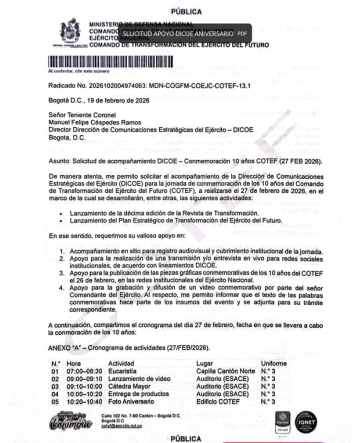 PÚBLICA
MINISTERIO DE DEFENSA NACIONAL
COMANDO
SLLICITUD APOYO DICOE ANIVERSARIO PDF
EJÉRCITO NACIONAL
COMANDO DE TRANSFORMACIÓN DEL EJÉRCITO DEL FUTURO
Al contestar, cite este número
Radicado No. 2026102004974063: MDN-COGFM-COEJC-COTEF-13.1
Bogotá D.C., 19 de febrero de 2026
Señor Teniente Coronel
Manuel Felipe Céspedes Ramos
Director Dirección de Comunicaciones Estratégicas del Ejército – DICOE
Bogota, D.C.
Asunto: Solicitud de acompañamiento DICOE – Conmemoración 10 años COTEF (27 FEB 2026).
De manera atenta, me permito solicitar el acompañamiento de la Dirección de Comunicaciones
Estratégicas del Ejército (DICOE) para la jornada de conmemoración de los 10 años del Comando
de Transformación del Ejército del Futuro (COTEF), a realizarse el 27 de febrero de 2026, en
marco de la cual se desarrollarán, entre otras, las siguientes actividades:
• Lanzamiento de la décima edición de la Revista de Transformación.
• Lanzamiento del Plan Estratégico de Transformación del Ejército del Futuro.
En ese sentido, requerimos su valioso apoyo en:
1. Acompañamiento en sitio para registro audiovisual y cubrimiento institucional de la jornada.
2. Apoyo para la realización de una transmisión y/o entrevista en vivo para redes sociales
institucionales, de acuerdo con lineamientos DICOE.
3. Apoyo para la publicación de las piezas gráficas conmemorativas de los 10 años del COTEF
el 26 de febrero, en las redes institucionales del Ejército Nacional.
4. Apoyo para la grabación y difusión de un video conmemorativo por parte del señor
Comandante del Ejército. Al respecto, me permito informar que el texto de las palabras
conmemorativas hace parte de los insumos del evento y se adjunta para su trámite
correspondiente.
A continuación, compartimos el cronograma del día 27 de febrero, fecha en que se llevara a cabo
la conmoración de los 10 años:
ANEXO “A” – Cronograma de actividades (27/FEB/2026).
N.° Hora Actividad Lugar Uniforme
01 07:00–08:30 Eucaristía Capilla Cantón Norte N.° 3
02 09:00–09:10 Lanzamiento de video Auditorio (ESACE) N.° 3
03 09:10–10:00 Cátedra Mayor Auditorio (ESACE) N.° 3
04 10:00–12:20 Entrega de productos Auditorio (ESACE) N.° 3
05 10:20–10:40 Foto Aniversario Edificio COTEF N.° 3
Calle 102 No. 7-80 Cantón – Bogotá D.C.
Bogotá D.C.
IQNET
PÚBLICA